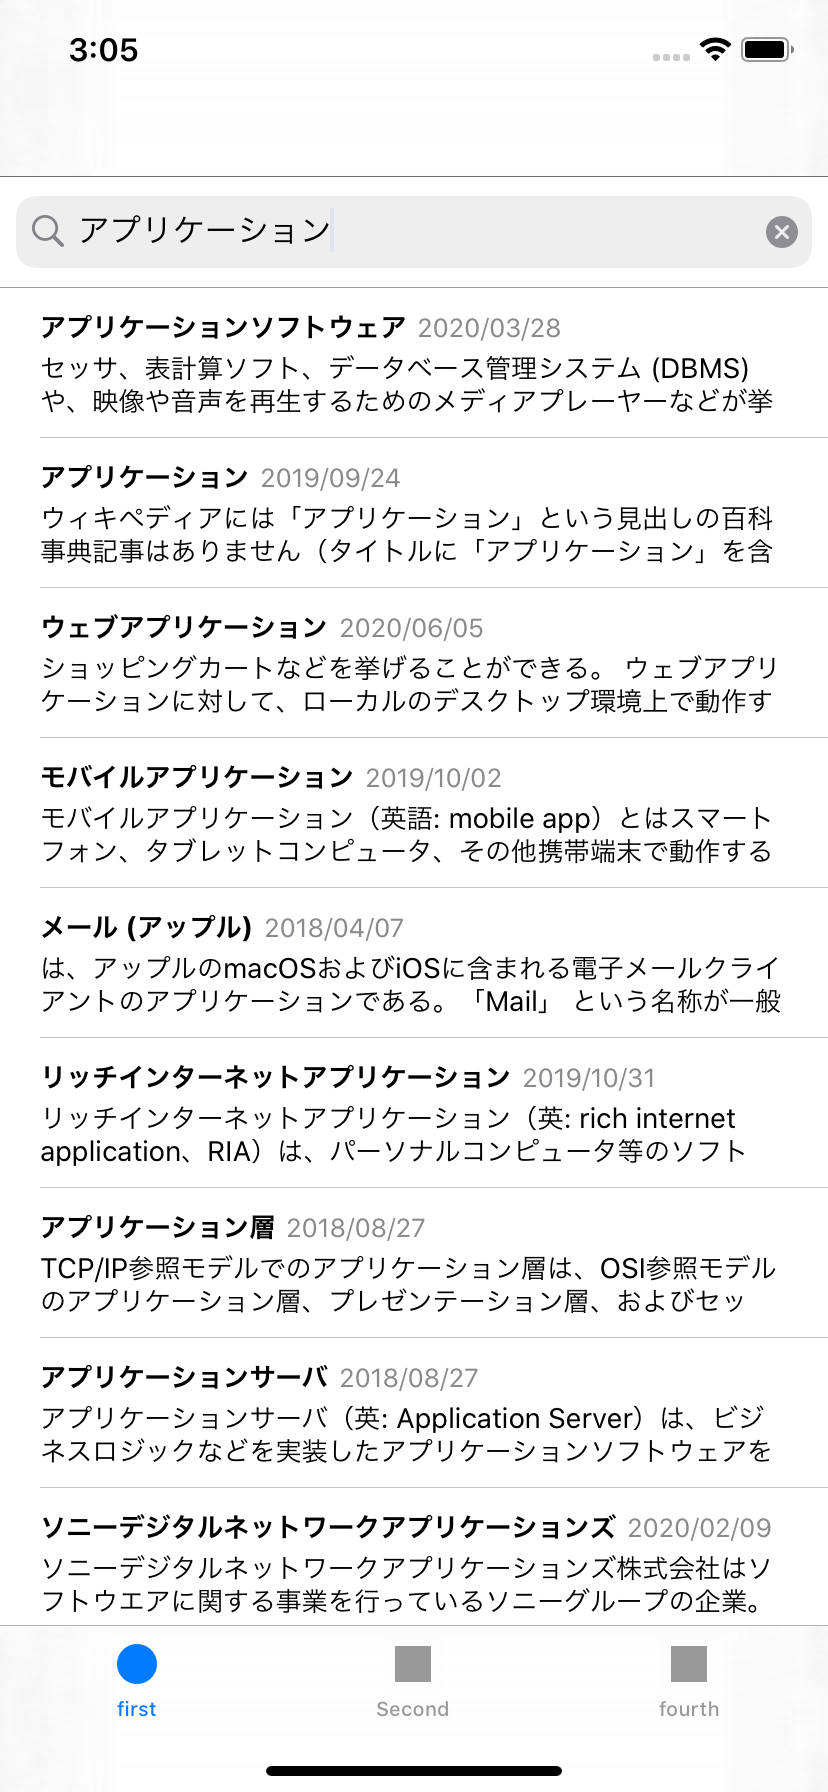 3:05
アプリケーション
アプリケーションソフトウェア 2020/03/28
セッサ、表計算ソフト、データベース管理システム (DBMS)
や、映像や音声を再生するためのメディアプレーヤーなどが挙
アプリケーション 2019/09/24
ウィキペディアには「アプリケーション」という見出しの百科
事典記事はありません（タイトルに「アプリケーション」を含
ウェブアプリケーション 2020/06/05
ショッピングカートなどを挙げることができる。 ウェブアプリ
ケーションに対して、ローカルのデスクトップ環境上で動作す
モバイルアプリケーション 2019/10/02
モバイルアプリケーション（英語: mobile app）とはスマート
フォン、タブレットコンピュータ、その他携帯端末で動作する
メール (アップル) 2018/04/07
は、アップルのmacOSおよびiOSに含まれる電子メールクライ
アントのアプリケーションである。「Mail」 という名称が一般
リッチインターネットアプリケーション 2019/10/31
リッチインターネットアプリケーション（英: rich internet
application、RIA）は、パーソナルコンピュータ等のソフト
アプリケーション層 2018/08/27
TCP/IP参照モデルでのアプリケーション層は、OSI参照モデル
のアプリケーション層、プレゼンテーション層、およびセッ
アプリケーションサーバ 2018/08/27
アプリケーションサーバ（英: Application Server）は、ビジ
ネスロジックなどを実装したアプリケーションソフトウェアを
ソニーデジタルネットワークアプリケーションズ 2020/02/09
ソニーデジタルネットワークアプリケーションズ株式会社はソ
フトウエアに関する事業を行っているソニーグループの企業。
first Second fourth